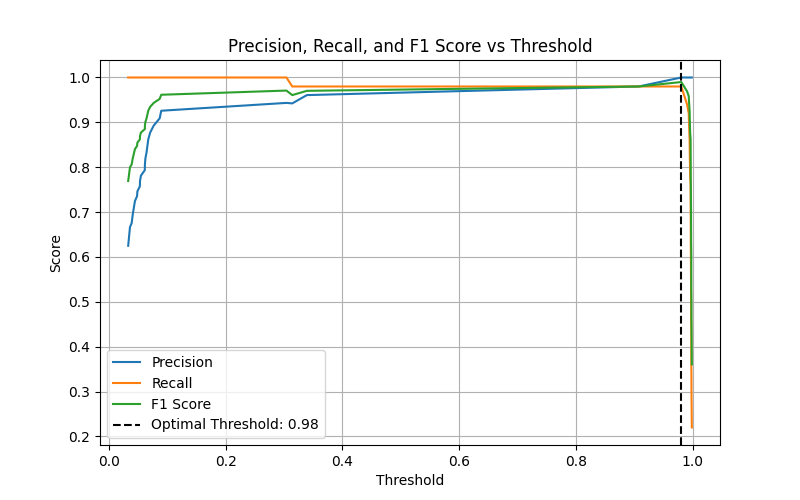 Precision, Recall, and F1 Score vs Threshold
1.0
0.9
0.8
0.7
0.6
0.5
0.4
0.3
0.2
Score
Precision
Recall
F1 Score
Optimal Threshold: 0.98
0.0 0.2 0.4 0.6 0.8 1.0
Threshold